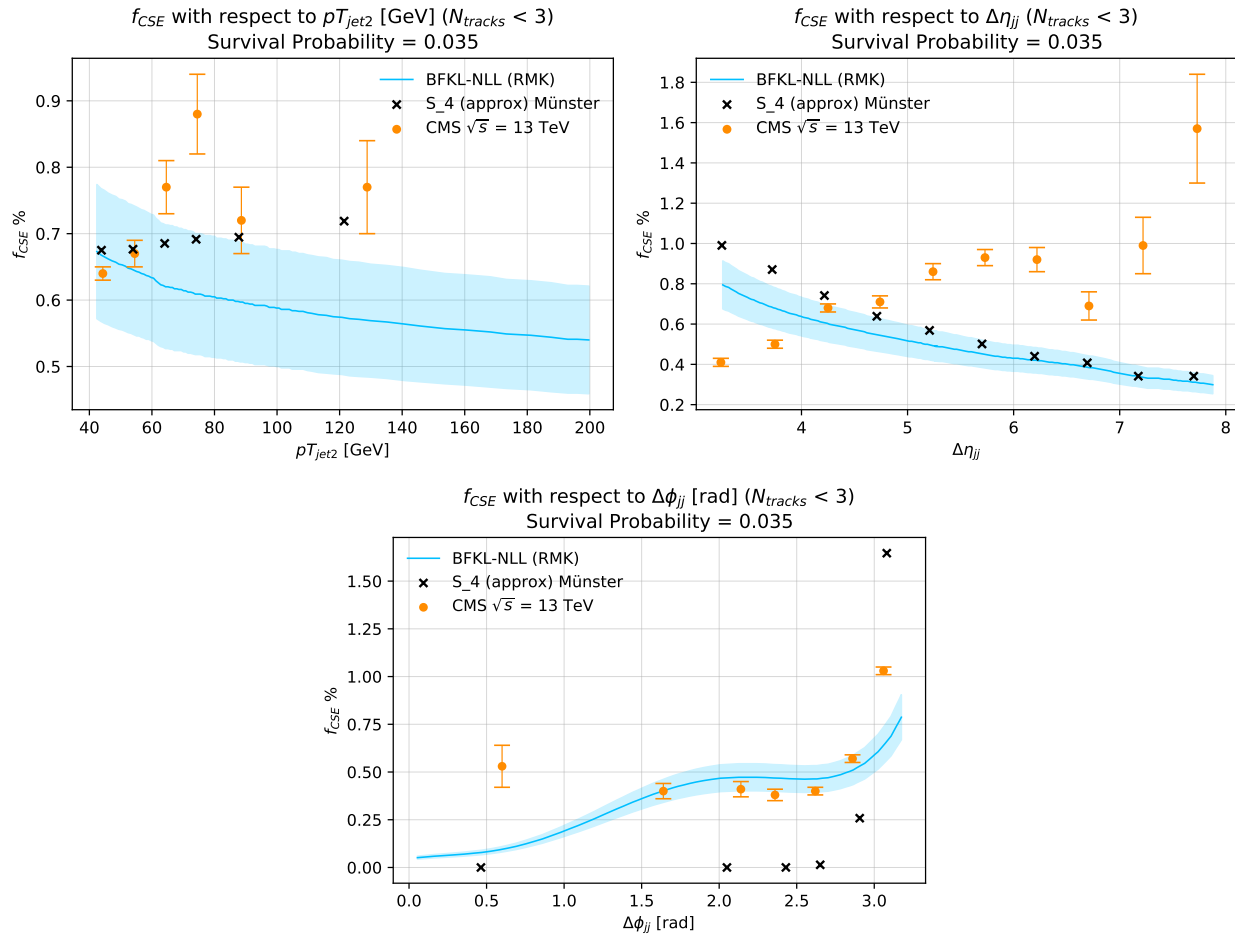 f_CSE with respect to pT_jet2 [GeV] (N_tracks < 3)
Survival Probability = 0.035
BFKL-NLL (RMK)
S_4 (approx) Münster
CMS √s = 13 TeV
f_CSE %
0.9
0.8
0.7
0.6
0.5
40 60 80 100 120 140 160 180 200
pT_jet2 [GeV]
f_CSE with respect to Δη_jj (N_tracks < 3)
Survival Probability = 0.035
BFKL-NLL (RMK)
S_4 (approx) Münster
CMS √s = 13 TeV
f_CSE %
1.8
1.6
1.4
1.2
1.0
0.8
0.6
0.4
0.2
4 5 6 7 8
Δη_jj
f_CSE with respect to Δϕ_jj [rad] (N_tracks < 3)
Survival Probability = 0.035
BFKL-NLL (RMK)
S_4 (approx) Münster
CMS √s = 13 TeV
f_CSE %
1.50
1.25
1.00
0.75
0.50
0.25
0.00
0.0 0.5 1.0 1.5 2.0 2.5 3.0
Δϕ_jj [rad]